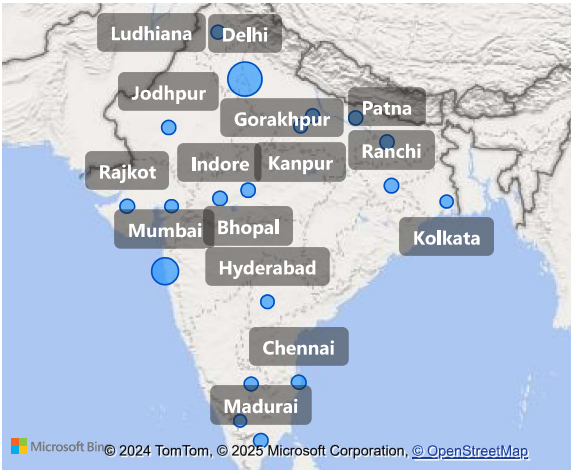 Ludhiana
Delhi
Jodhpur
Gorakhpur
Patna
Rajkot
Indore
Kanpur
Ranchi
Mumbai
Bhopal
Kolkata
Hyderabad
Chennai
Madurai
Microsoft Bing
© 2024 TomTom, © 2025 Microsoft Corporation, © OpenStreetMap